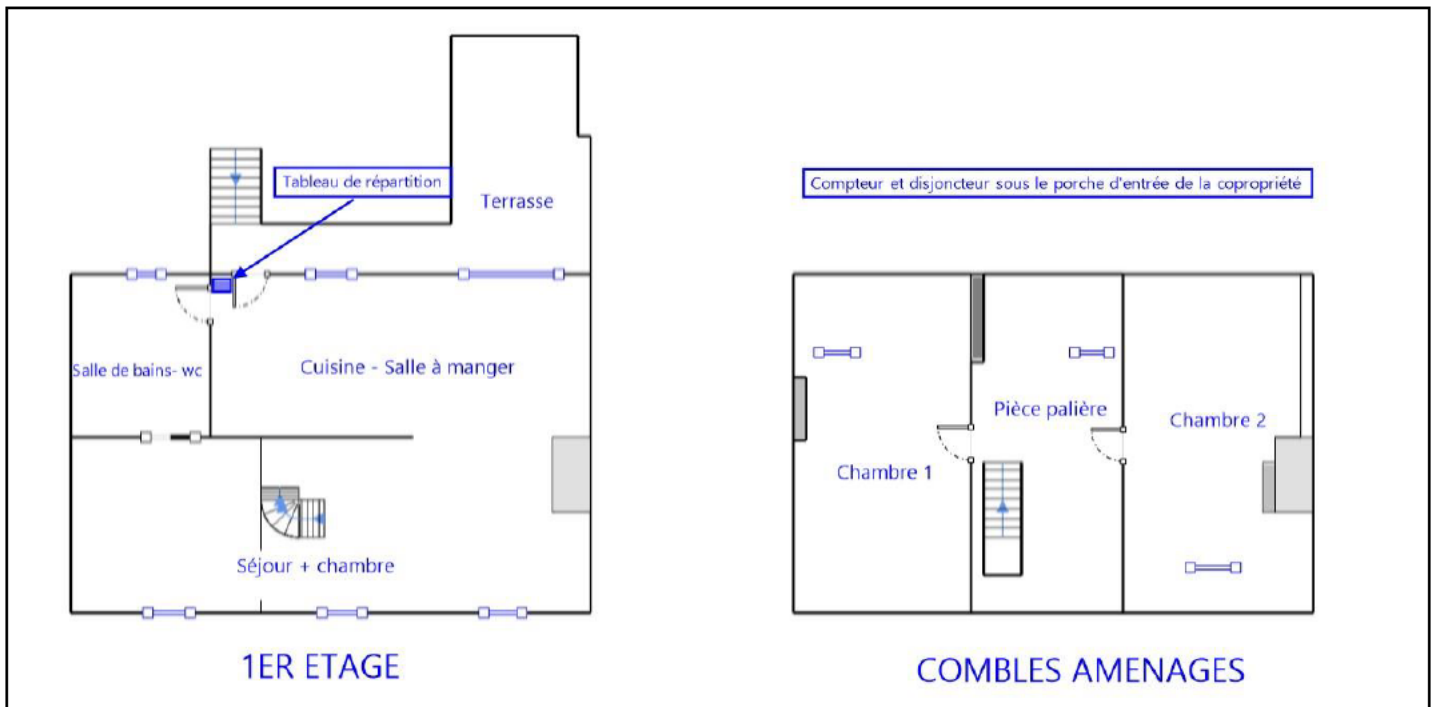 Tableau de répartition
Terrasse
Salle de bains- wc
Cuisine - Salle à manger
Séjour + chambre
1ER ETAGE
Compteur et disjoncteur sous le porche d'entrée de la copropriété
Pièce palière
Chambre 2
Chambre 1
COMBLES AMENAGES